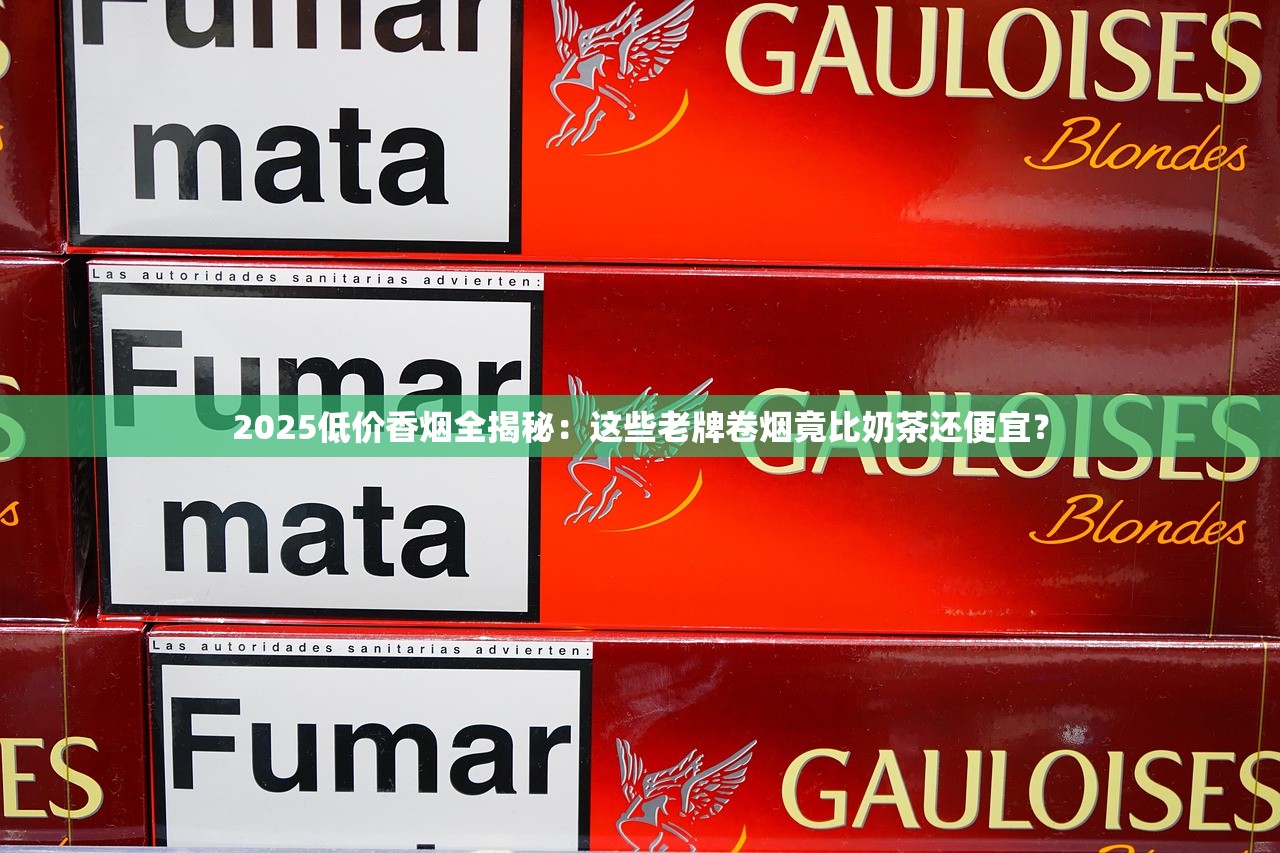 Fumar
mata
GAULOISES
Blondes
Las autoridades sanitarias advierten:
Fumar
mata
GAULOISES
Blondes
2025低价香烟全揭秘：这些老牌卷烟竟比奶茶还便宜？
Las autoridades sanitarias advierten:
Fumar
ES
GAULOISES